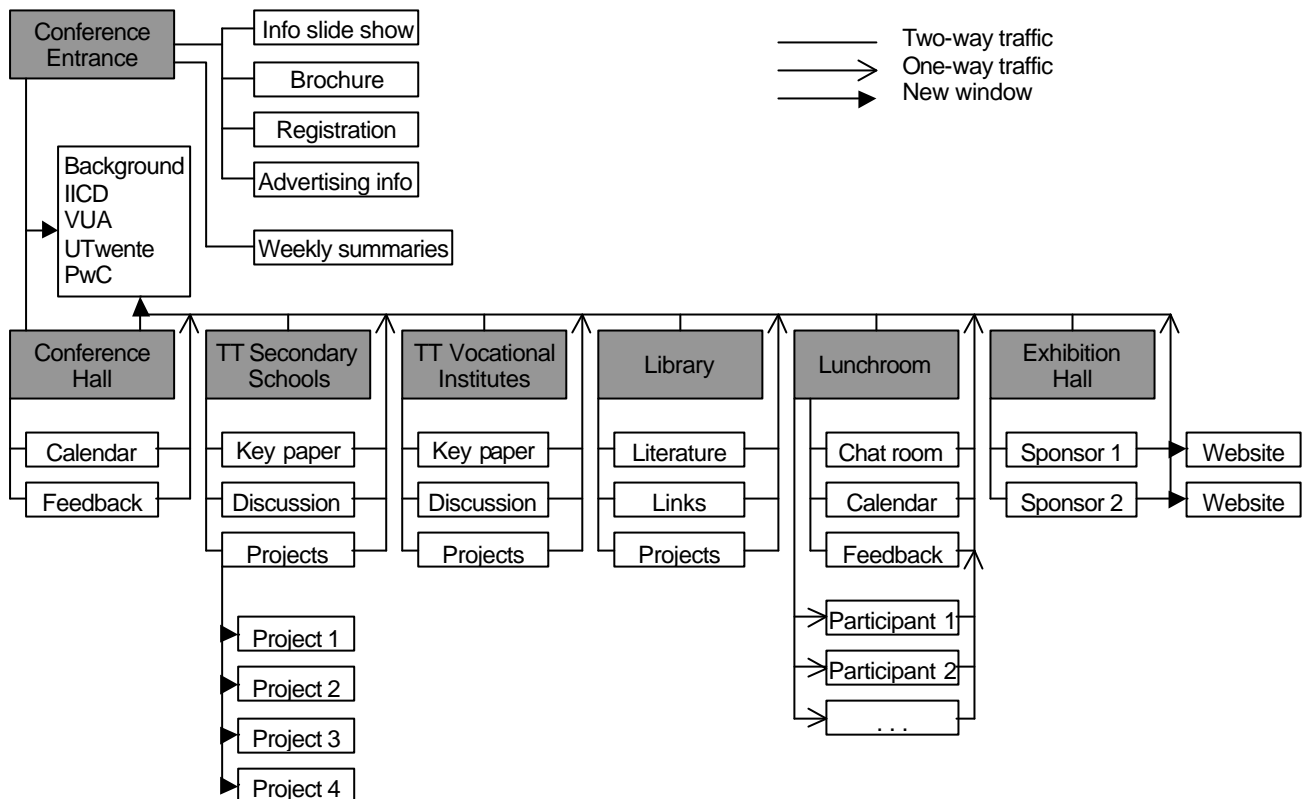 Conference
Entrance
Info slide show
Brochure
Registration
Advertising info
Weekly summaries
Two-way traffic
One-way traffic
New window
Background
IICD
VUA
UTwente
PwC
Conference
Hall
TT Secondary
Schools
TT Vocational
Institutes
Library
Lunchroom
Exhibition
Hall
Calendar
Key paper
Key paper
Literature
Chat room
Sponsor 1
Website
Feedback
Discussion
Discussion
Links
Calendar
Sponsor 2
Website
Projects
Projects
Projects
Feedback
Project 1
Participant 1
Project 2
Participant 2
Project 3
. . .
Project 4